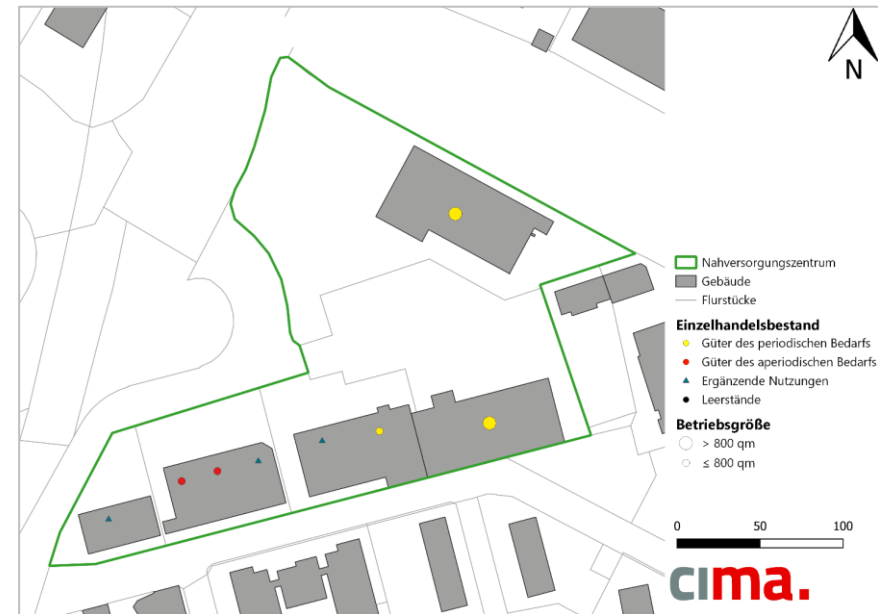 N
Nahversorgungszentrum
Gebäude
Flurstücke
Einzelhandelsbestand
Güter des periodischen Bedarfs
Güter des aperiodischen Bedarfs
Ergänzende Nutzungen
Leerstände
Betriebsgröße
> 800 qm
≤ 800 qm
0 50 100
cima.